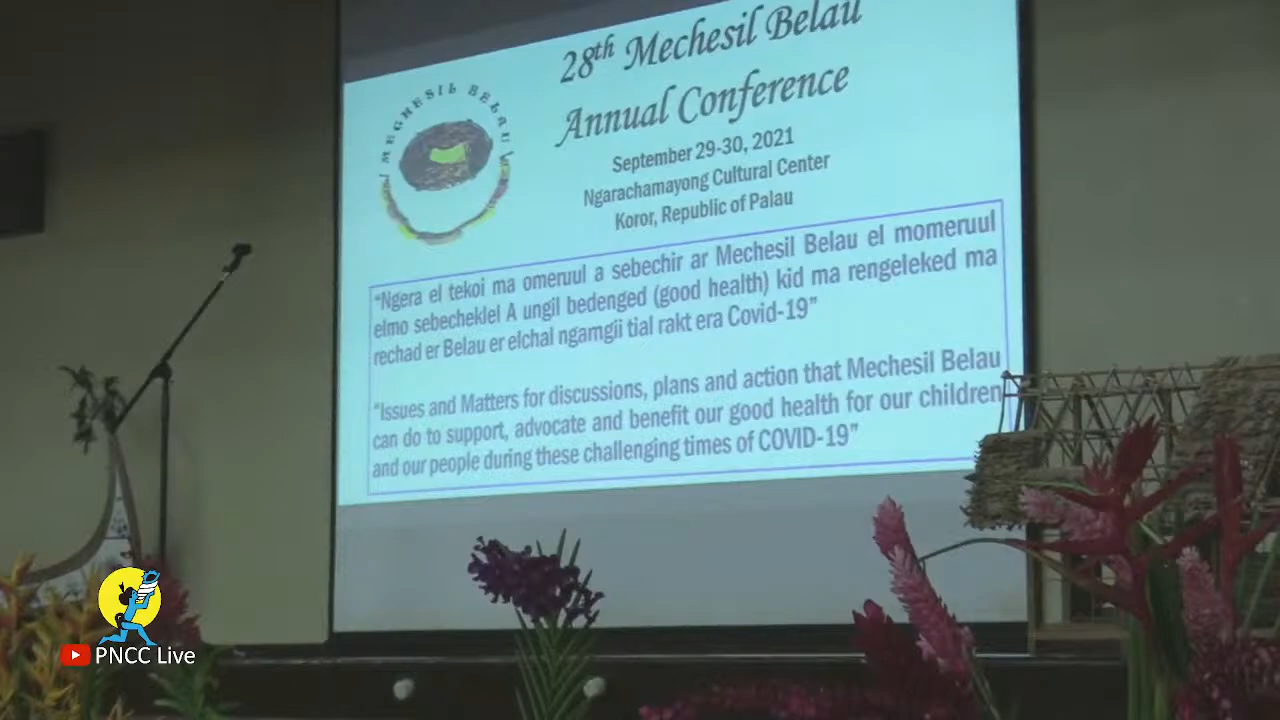 28th Mechesil Belau
Annual Conference
September 29-30, 2021
Ngarachamayong Cultural Center
Koror, Republic of Palau
MECHESIL BELAU
"Ngera el tekoi ma omeruul a sebechir ar Mechesil Belau el momeruul
elmo sebecheklel A ungil bedenged (good health) kid ma rengeleked ma
rechad er Belau er elchal ngamgii tial rakt era Covid-19"
"Issues and Matters for discussions, plans and action that Mechesil Belau
can do to support, advocate and benefit our good health for our children
and our people during these challenging times of COVID-19"
PNCC Live